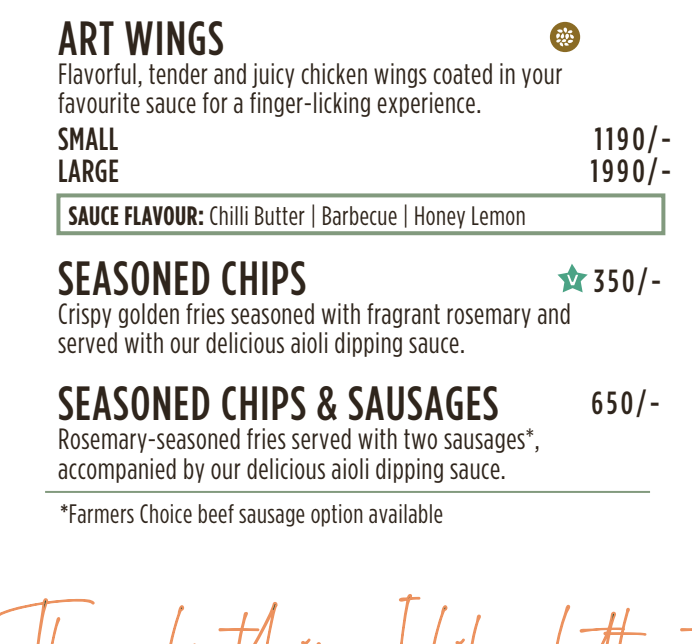 ART WINGS
Flavorful, tender and juicy chicken wings coated in your
favourite sauce for a finger-licking experience.
SMALL 1190/-
LARGE 1990/-
SAUCE FLAVOUR: Chilli Butter | Barbecue | Honey Lemon
SEASONED CHIPS V 350/-
Crispy golden fries seasoned with fragrant rosemary and
served with our delicious aioli dipping sauce.
SEASONED CHIPS & SAUSAGES 650/-
Rosemary-seasoned fries served with two sausages*,
accompanied by our delicious aioli dipping sauce.
*Farmers Choice beef sausage option available